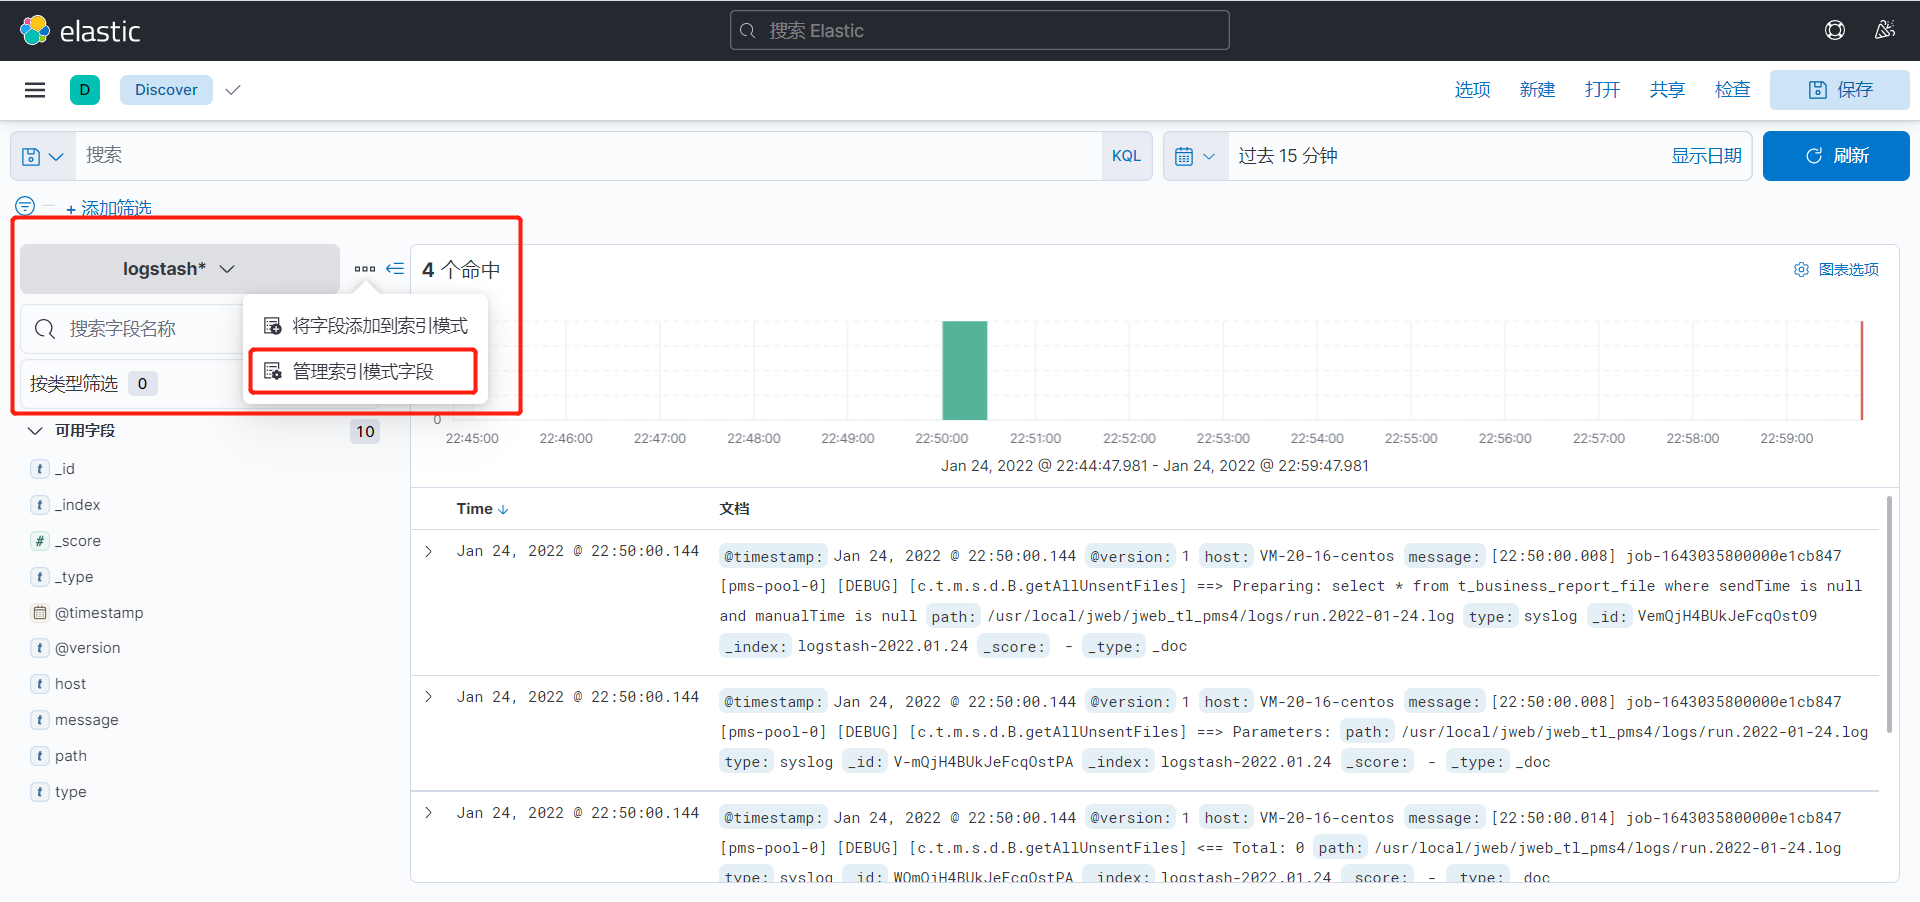 elastic
搜索 Elastic
D
Discover
选项
新建
打开
共享
检查
保存
搜索
KQL
过去 15 分钟
显示日期
刷新
+ 添加筛选
logstash*
4 个命中
图表选项
搜索字段名称
将字段添加到索引模式
管理索引模式字段
按类型筛选 0
可用字段 10
_id
_index
_score
_type
@timestamp
@version
host
message
path
type
0
22:45:00 22:46:00 22:47:00 22:48:00 22:49:00 22:50:00 22:51:00 22:52:00 22:53:00 22:54:00 22:55:00 22:56:00 22:57:00 22:58:00 22:59:00
Jan 24, 2022 @ 22:44:47.981 - Jan 24, 2022 @ 22:59:47.981
Time 文档
Jan 24, 2022 @ 22:50:00.144 @timestamp: Jan 24, 2022 @ 22:50:00.144 @version: 1 host: VM-20-16-centos message: [22:50:00.008] job-1643035800000e1cb847
[pms-pool-0] [DEBUG] [c.t.m.s.d.B.getAllUnsentFiles] ==> Preparing: select * from t_business_report_file where sendTime is null
and manualTime is null path: /usr/local/jweb/jweb_tl_pms4/logs/run.2022-01-24.log type: syslog _id: VemQjH4BUkJeFcqOstO9
_index: logstash-2022.01.24 _score: - _type: _doc
Jan 24, 2022 @ 22:50:00.144 @timestamp: Jan 24, 2022 @ 22:50:00.144 @version: 1 host: VM-20-16-centos message: [22:50:00.008] job-1643035800000e1cb847
[pms-pool-0] [DEBUG] [c.t.m.s.d.B.getAllUnsentFiles] ==> Parameters: path: /usr/local/jweb/jweb_tl_pms4/logs/run.2022-01-24.log
type: syslog _id: V-mQjH4BUkJeFcqOstPA _index: logstash-2022.01.24 _score: - _type: _doc
Jan 24, 2022 @ 22:50:00.144 @timestamp: Jan 24, 2022 @ 22:50:00.144 @version: 1 host: VM-20-16-centos message: [22:50:00.014] job-1643035800000e1cb847
[pms-pool-0] [DEBUG] [c.t.m.s.d.B.getAllUnsentFiles] <== Total: 0 path: /usr/local/jweb/jweb_tl_pms4/logs/run.2022-01-24.log
type: syslog _id: WOmQjH4BUkJeFcqOstPA _index: logstash-2022.01.24 _score: - _type: _doc